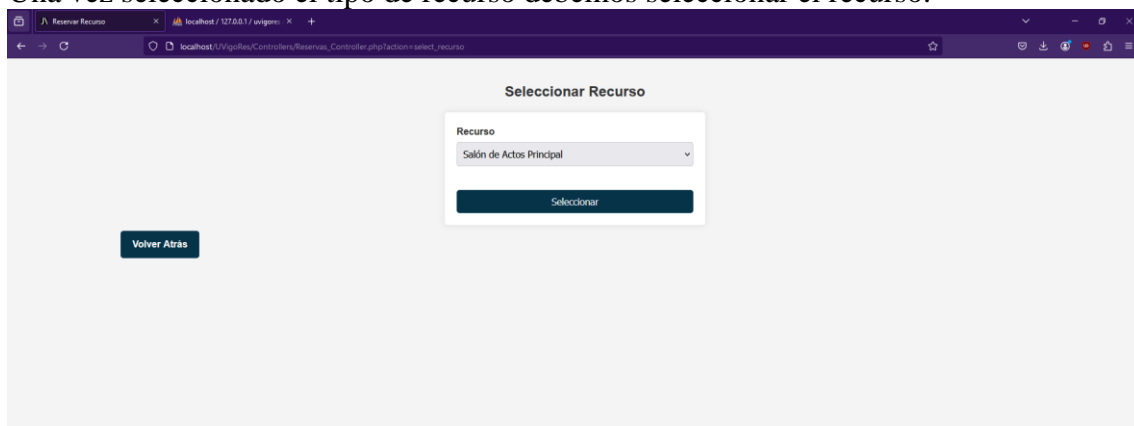 Una vez seleccionado el tipo de recurso debemos seleccionar el recurso.
Reservar Recurso
localhost / 127.0.0.1 / uvigores
localhost/UVigoRes/Controllers/Reservas_Controller.php?action=select_recurso
Seleccionar Recurso
Recurso
Salón de Actos Principal
Seleccionar
Volver Atrás